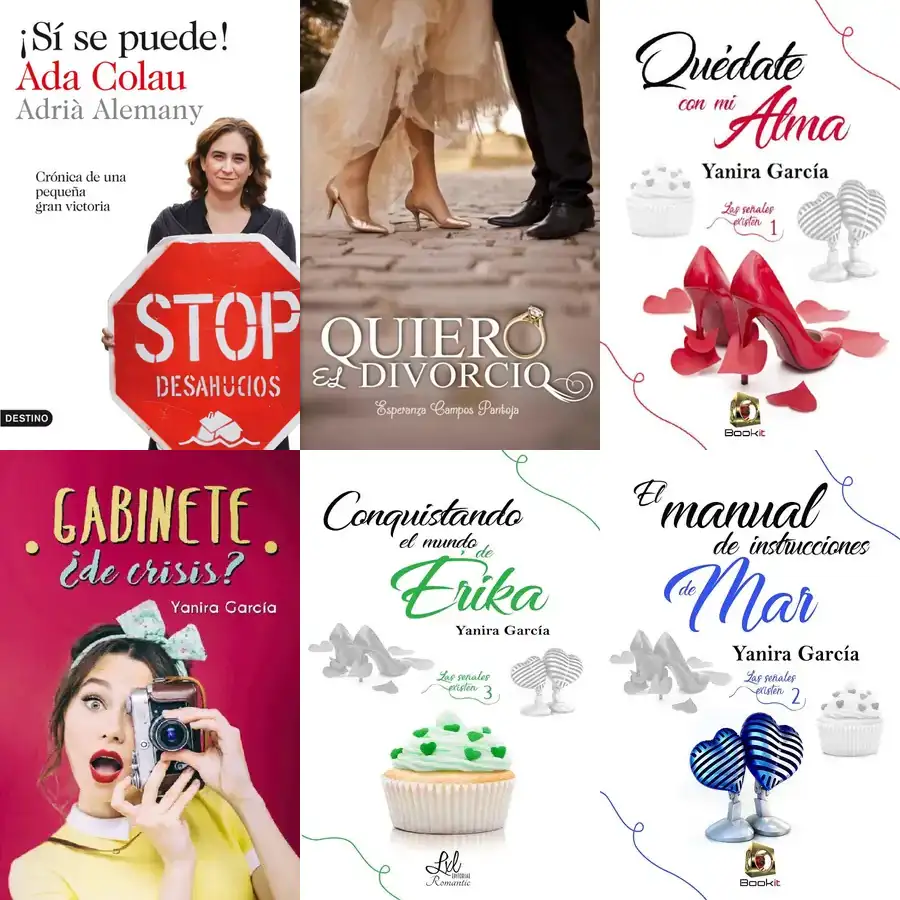 ¡Sí se puede!
Ada Colau
Adrià Alemany
Crónica de una
pequeña
gran victoria
STOP
DESAHUCIOS
DESTINO
QUIERO
EL DIVORCIO
Esperanza Campos Pantoja
Quédate
con mi
Alma
Yanira García
Las señales
existen 1
Bookit
GABINETE
¿de crisis?
Yanira García
Conquistando
el mundo de
Erika
Yanira García
Las señales
existen 3
LxL
EDITORIAL
Romantic
El manual
de instrucciones
de Mar
Yanira García
Las señales
existen 2
Bookit